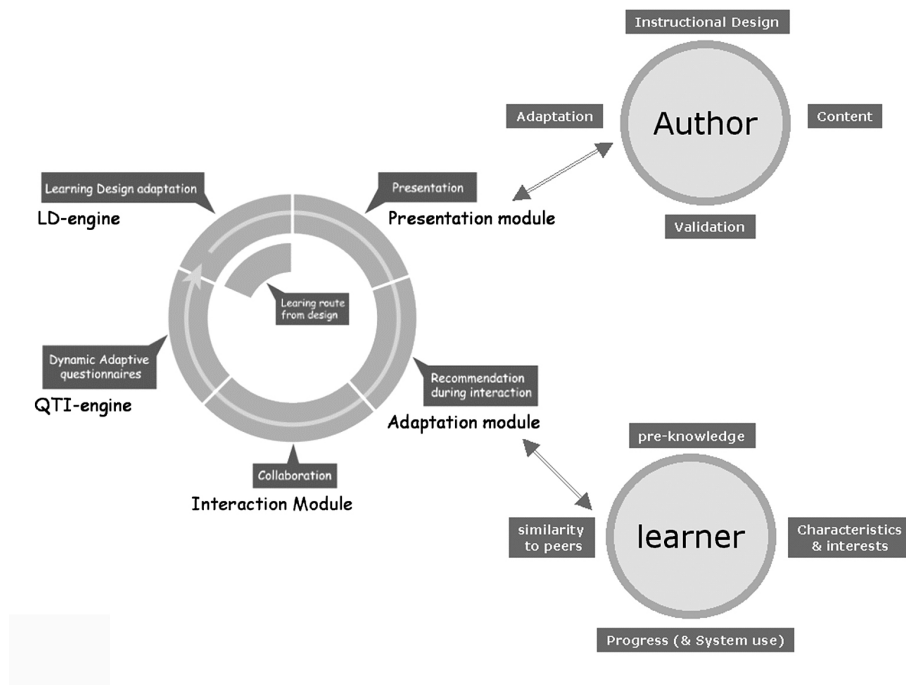 Instructional Design
Adaptation
Author
Content
Validation
Learning Design adaptation
LD-engine
Presentation
Presentation module
Learing route
from design
Dynamic Adaptive
questionnaires
QTI-engine
Recommendation
during interaction
Adaptation module
Collaboration
Interaction Module
pre-knowledge
similarity
to peers
learner
Characteristics
& interests
Progress (& System use)